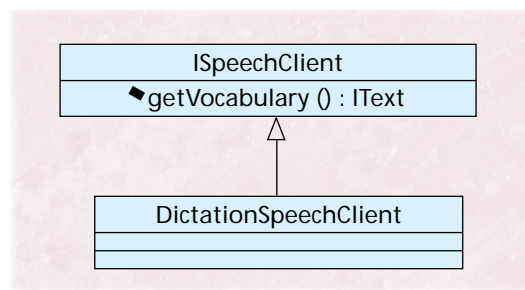 ISpeechClient
getVocabulary () : IText
DictationSpeechClient